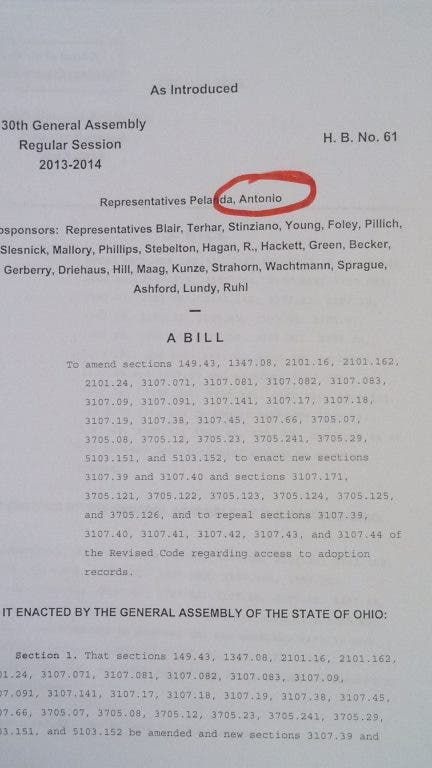 As Introduced
30th General Assembly
Regular Session
2013-2014
H. B. No. 61
Representatives Pelanda, Antonio
osponsors: Representatives Blair, Terhar, Stinziano, Young, Foley, Pillich,
Slesnick, Mallory, Phillips, Stebelton, Hagan, R., Hackett, Green, Becker,
Gerberry, Driehaus, Hill, Maag, Kunze, Strahorn, Wachtmann, Sprague,
Ashford, Lundy, Ruhl
A BILL
To amend sections 149.43, 1347.08, 2101.16, 2101.162,
2101.24, 3107.071, 3107.081, 3107.082, 3107.083,
3107.09, 3107.091, 3107.141, 3107.17, 3107.18,
3107.19, 3107.38, 3107.45, 3107.66, 3705.07,
3705.08, 3705.12, 3705.23, 3705.241, 3705.29,
5103.151, and 5103.152, to enact new sections
3107.39 and 3107.40 and sections 3107.171,
3705.121, 3705.122, 3705.123, 3705.124, 3705.125,
and 3705.126, and to repeal sections 3107.39,
3107.40, 3107.41, 3107.42, 3107.43, and 3107.44 of
the Revised Code regarding access to adoption
records.
IT ENACTED BY THE GENERAL ASSEMBLY OF THE STATE OF OHIO:
Section 1. That sections 149.43, 1347.08, 2101.16, 2101.162,
01.24, 3107.071, 3107.081, 3107.082, 3107.083, 3107.09,
07.091, 3107.141, 3107.17, 3107.18, 3107.19, 3107.38, 3107.45,
07.66, 3705.07, 3705.08, 3705.12, 3705.23, 3705.241, 3705.29,
03.151, and 5103.152 be amended and new sections 3107.39 and